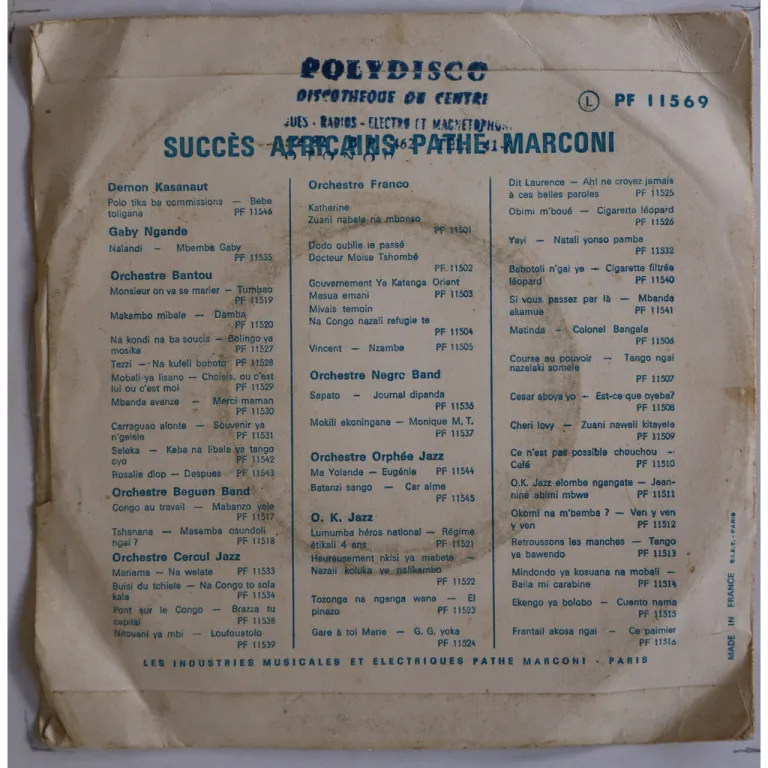 POLYDISCO
DISCOTHEQUE DU CENTRE
Ⓛ PF 11569
UES - RADIOS - ELECTRO ET MAGNETOPHON
SUCCÈS AFRICAINS PATHÉ-MARCONI
Demon Kasanaut
Polo tika ba commissions — Bebe
toligana PF 11546
Gaby Ngande
Nalandi — Mbemba Gaby
PF 11535
Orchestre Bantou
Monsieur on va se marier — Tumbao
PF 11519
Makambo mibale — Damba
PF 11520
Na kondi na ba soucis — Bolingo ya
mosika PF 11527
Tezzi — Na kufeli boboto PF 11528
Mobali ya lisano — Choisis, ou c'est
lui ou c'est moi PF 11529
Mbanda avanze — Merci maman
PF 11530
Carraguao alonte — Souvenir ya
n'gelele PF 11531
Seleka — Keba na libala ya tango
oyo PF 11542
Rosalie diop — Despues PF 11543
Orchestre Beguen Band
Congo au travail — Mabanzo yeie
PF 11517
Tshanana — Masamba osundoli
ngai ? PF 11518
Orchestre Cercul Jazz
Mariama — Na welate PF 11533
Buisi du tchiele — Na Congo to sola
kala PF 11534
Pont sur le Congo — Brazza tu
capital PF 11538
Nitouani ya mbi — Loufouatolo
PF 11539
Orchestre Franco
Katherine
Zuani nabala na mbonso
PF 11501
Dodo oublie le passé
Docteur Moïse Tshombé
PF 11502
Gouvernement Ya Katanga Orient
Masua emani PF 11503
Mivais temoin
Na Congo nazali refugie te
PF 11504
Vincent — Nzambe PF 11505
Orchestre Negro Band
Sepato — Journal dipanda
PF 11536
Mokili ekoningana — Monique M. T.
PF 11537
Orchestre Orphée Jazz
Ma Yolande — Eugénie PF 11544
Batanzi sango — Car alme
PF 11545
O. K. Jazz
Lumumba héros national — Régime
étikali 4 ans PF 11521
Heureusement nkisi ya mabele —
Nazali koluka ye palikambo
PF 11522
Tozonga na nganga wana — El
pinazo PF 11523
Gare à toi Marie — G. G. yoka
PF 11524
Dit Laurence — Ah! ne croyez jamais
à ces belles paroles PF 11525
Obimi m'boué — Cigarette léopard
PF 11526
Yayi — Natali yonso pamba
PF 11532
Babotoli n'gai ye — Cigarette filtrée
léopard PF 11540
Si vous passez par là — Mbanda
akamue PF 11541
Matinda — Colonel Bangala
PF 11506
Course au pouvoir — Tango ngai
nazalaki somele
PF 11507
Cesar aboya yo — Est-ce que oyeba?
PF 11508
Cheri lovy — Zuani naweli kitayele
PF 11509
Ce n'est pas possible chouchou —
Café PF 11510
O.K. Jazz elombe ngangate — Jean-
nine abimi mbwe PF 11511
Okomi na m'bemba ? — Ven y ven
y ven PF 11512
Retroussons les manches — Tango
ya bawendo PF 11513
Mindondo ya kosuana na mobali —
Baila mi carabine PF 11514
Ekengo ya bolobo — Cuento nama
PF 11515
Frantail akosa ngai — Ce palmier
PF 11516
MADE IN FRANCE S.I.E.T. - PARIS
LES INDUSTRIES MUSICALES ET ELECTRIQUES PATHE MARCONI - PARIS